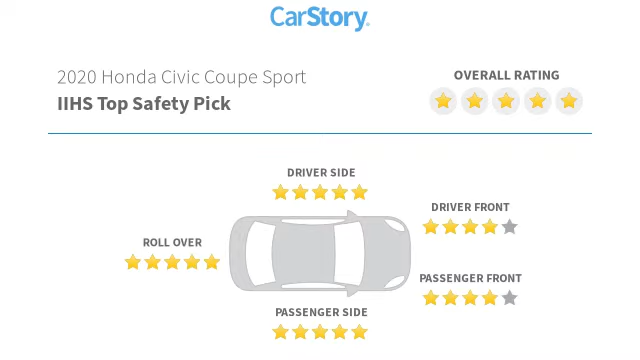 CarStory®
2020 Honda Civic Coupe Sport
IIHS Top Safety Pick
OVERALL RATING
DRIVER SIDE
DRIVER FRONT
ROLL OVER
PASSENGER FRONT
PASSENGER SIDE